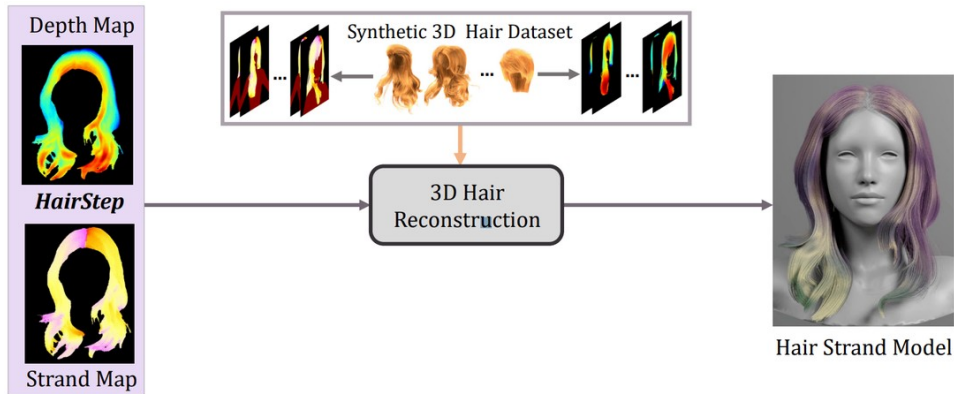 Depth Map
HairStep
Strand Map
Synthetic 3D Hair Dataset
...
...
...
3D Hair
Reconstruction
Hair Strand Model